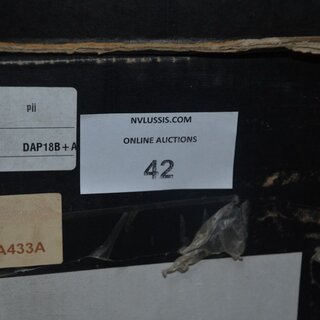 pii
DAP18B+A
NVLUSSIS.COM
ONLINE AUCTIONS
42
A433A